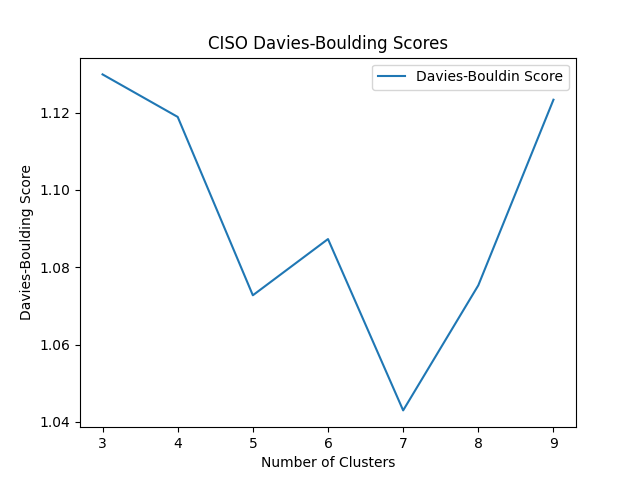 CISO Davies-Boulding Scores
Davies-Bouldin Score
Davies-Boulding Score
1.12
1.10
1.08
1.06
1.04
3 4 5 6 7 8 9
Number of Clusters